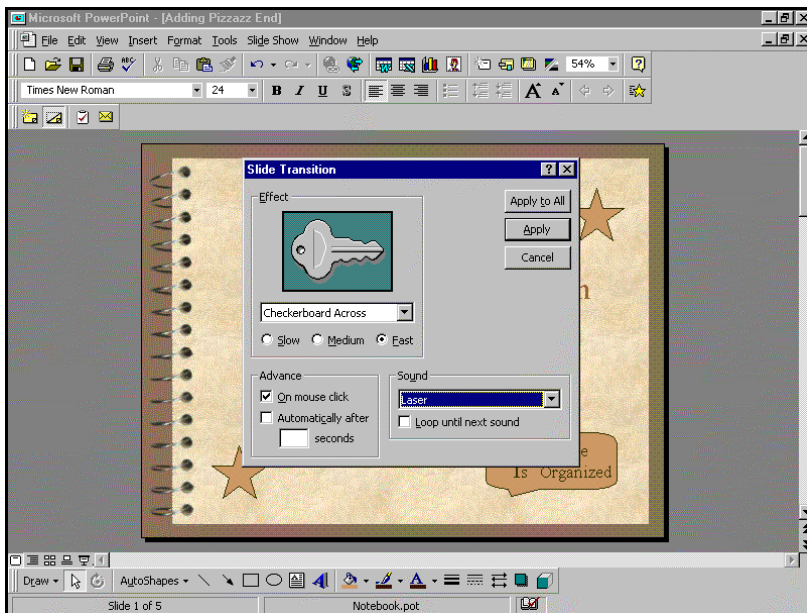 Microsoft PowerPoint - [Adding Pizzazz End]
File Edit View Insert Format Tools Slide Show Window Help
54%
Times New Roman 24 B I U S A A
Slide Transition
Effect
Apply to All
Apply
Cancel
Checkerboard Across
Slow Medium Fast
Advance
On mouse click
Automatically after
seconds
Sound
Laser
Loop until next sound
n
e
Is Organized
Draw AutoShapes A A
Slide 1 of 5 Notebook.pot